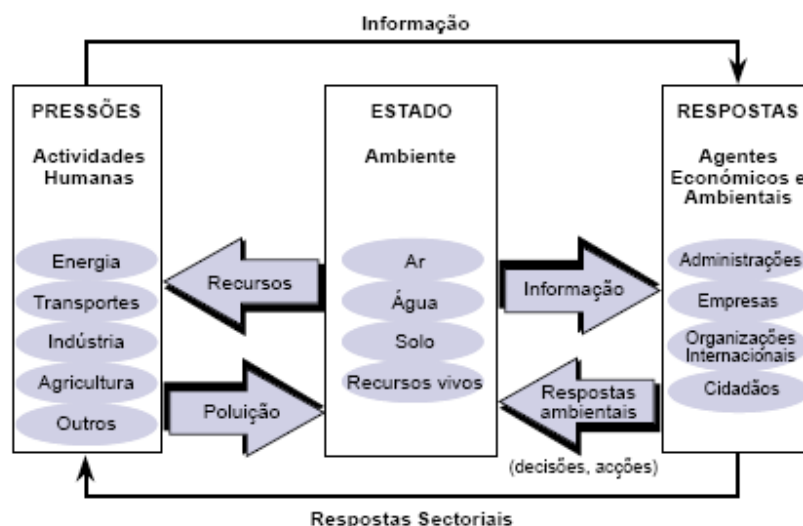 Informação
PRESSÕES
Actividades
Humanas
Energia
Transportes
Indústria
Agricultura
Outros
Recursos
Poluição
ESTADO
Ambiente
Ar
Água
Solo
Recursos vivos
Informação
Respostas
ambientais
(decisões, acções)
RESPOSTAS
Agentes
Económicos e
Ambientais
Administrações
Empresas
Organizações
Internacionais
Cidadãos
Respostas Sectoriais